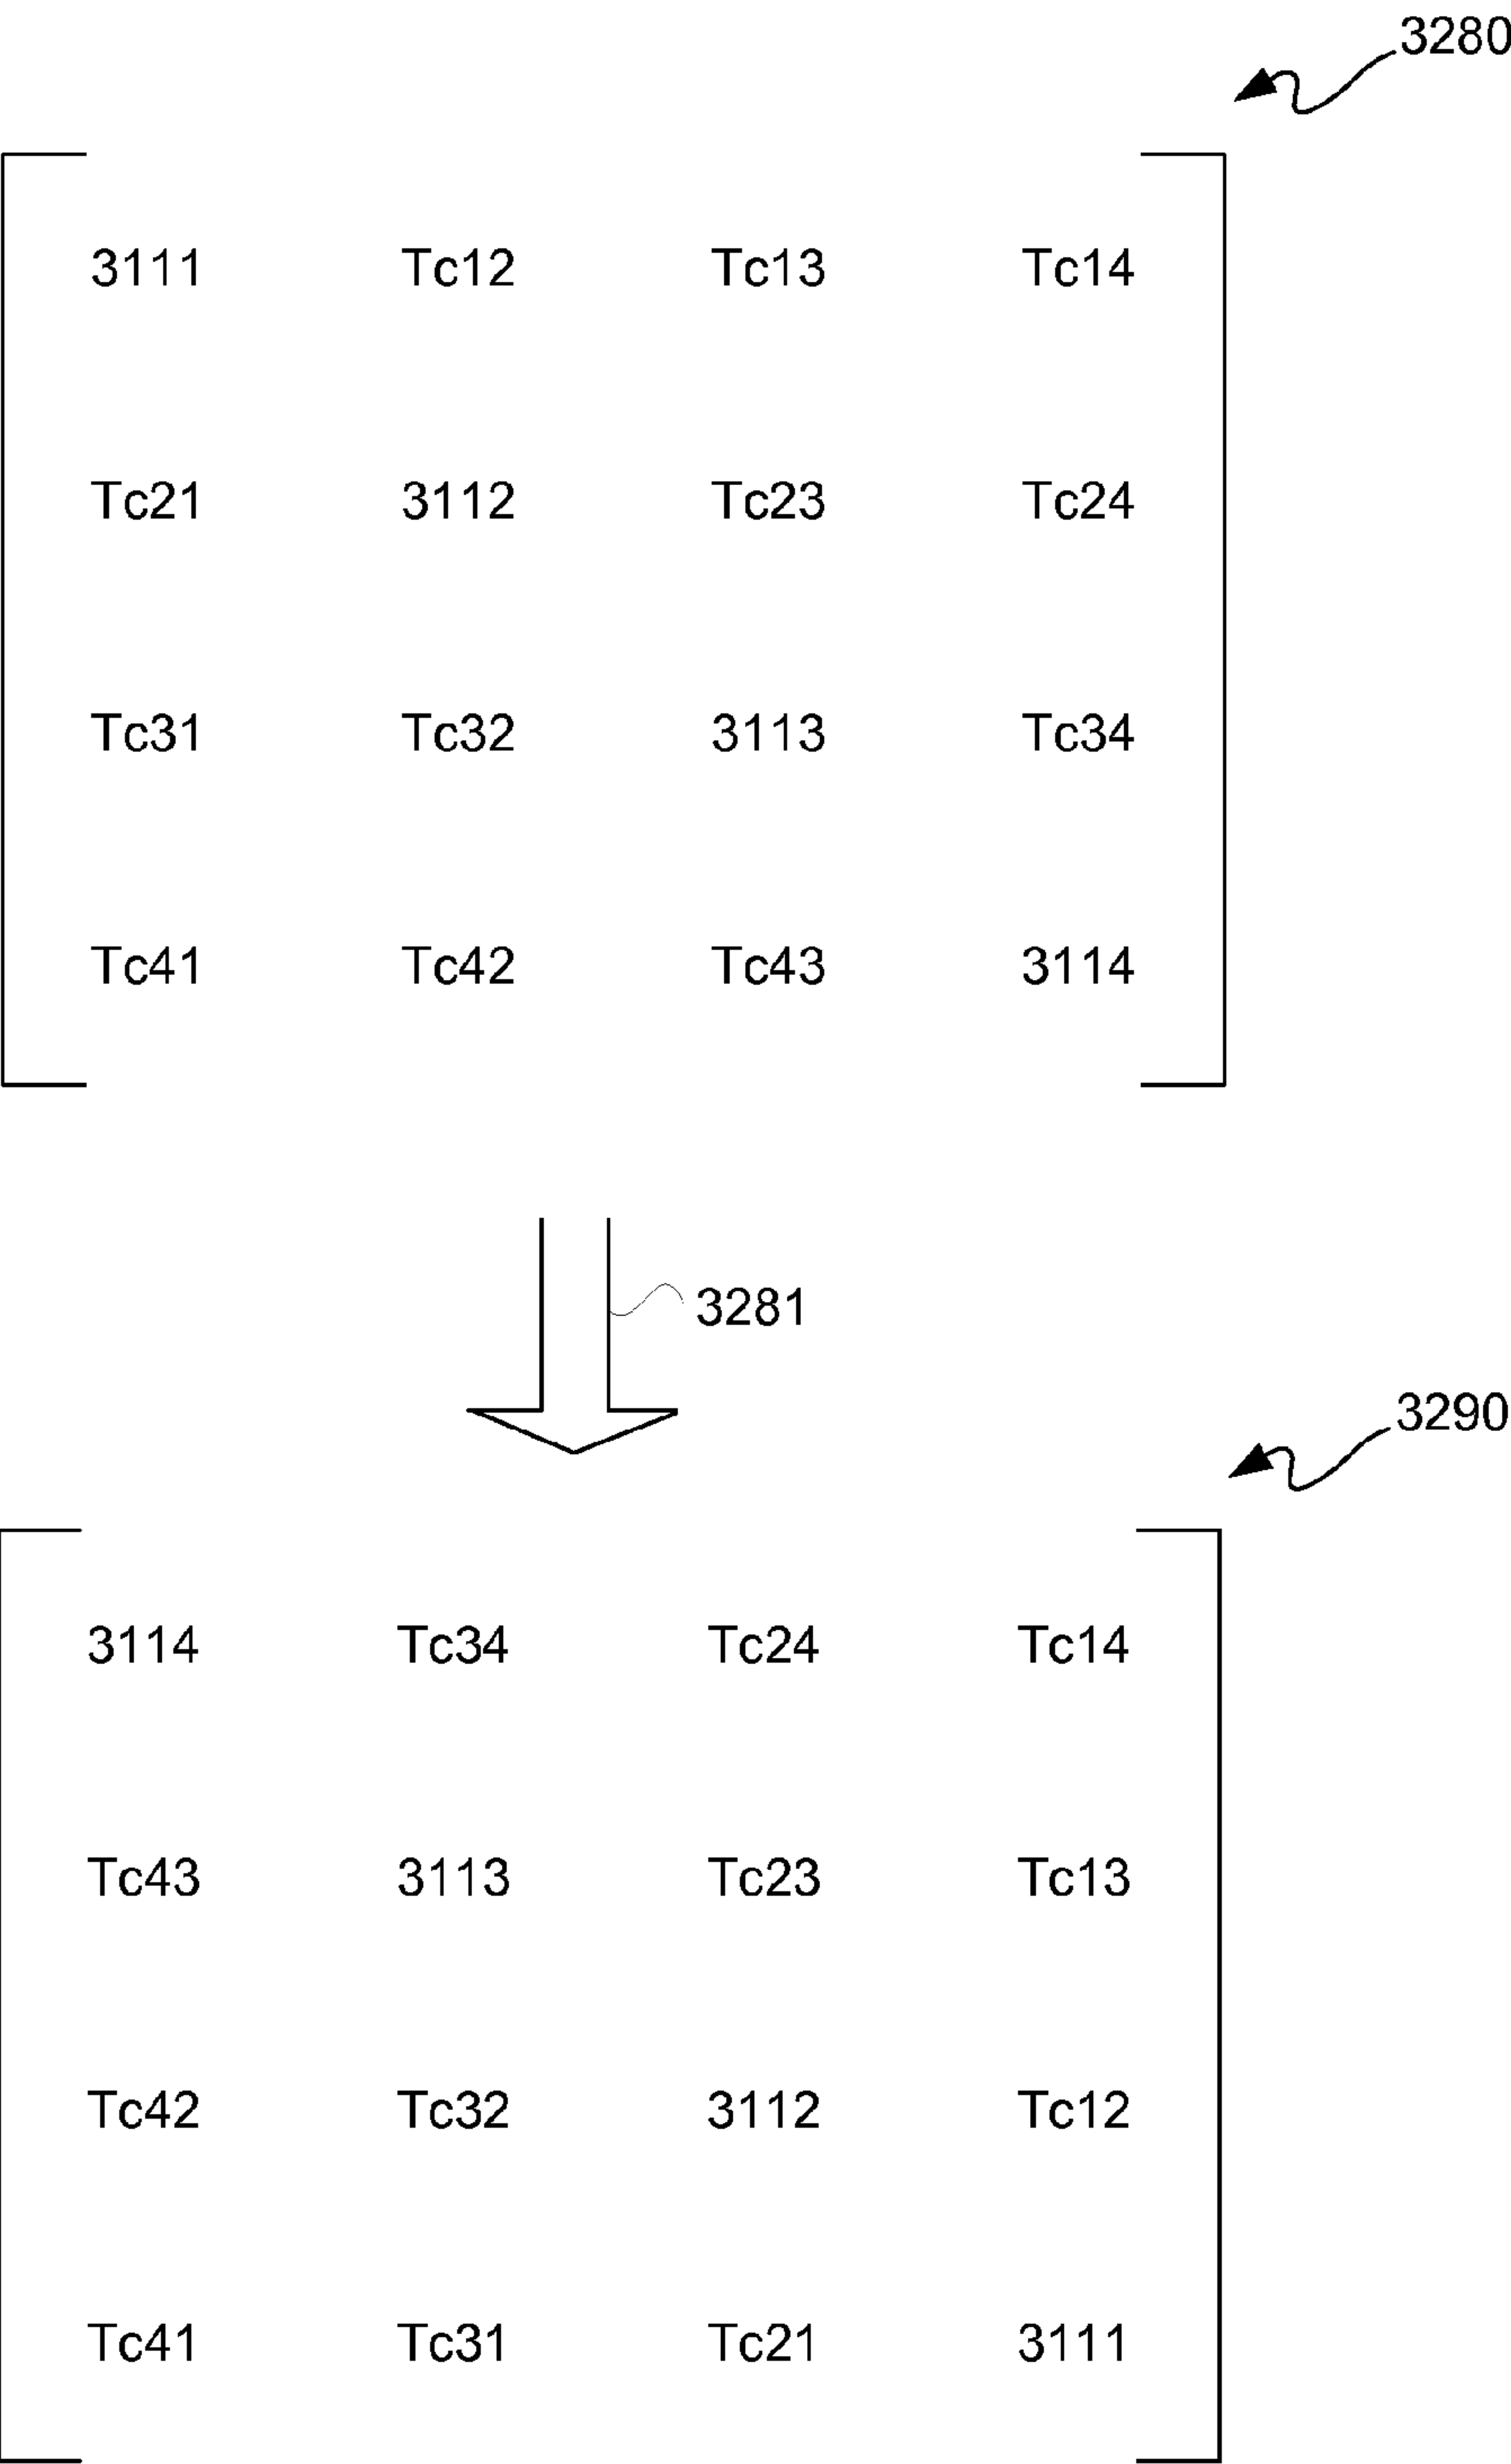 3280
3111 Tc12 Tc13 Tc14
Tc21 3112 Tc23 Tc24
Tc31 Tc32 3113 Tc34
Tc41 Tc42 Tc43 3114
3281
3290
3114 Tc34 Tc24 Tc14
Tc43 3113 Tc23 Tc13
Tc42 Tc32 3112 Tc12
Tc41 Tc31 Tc21 3111